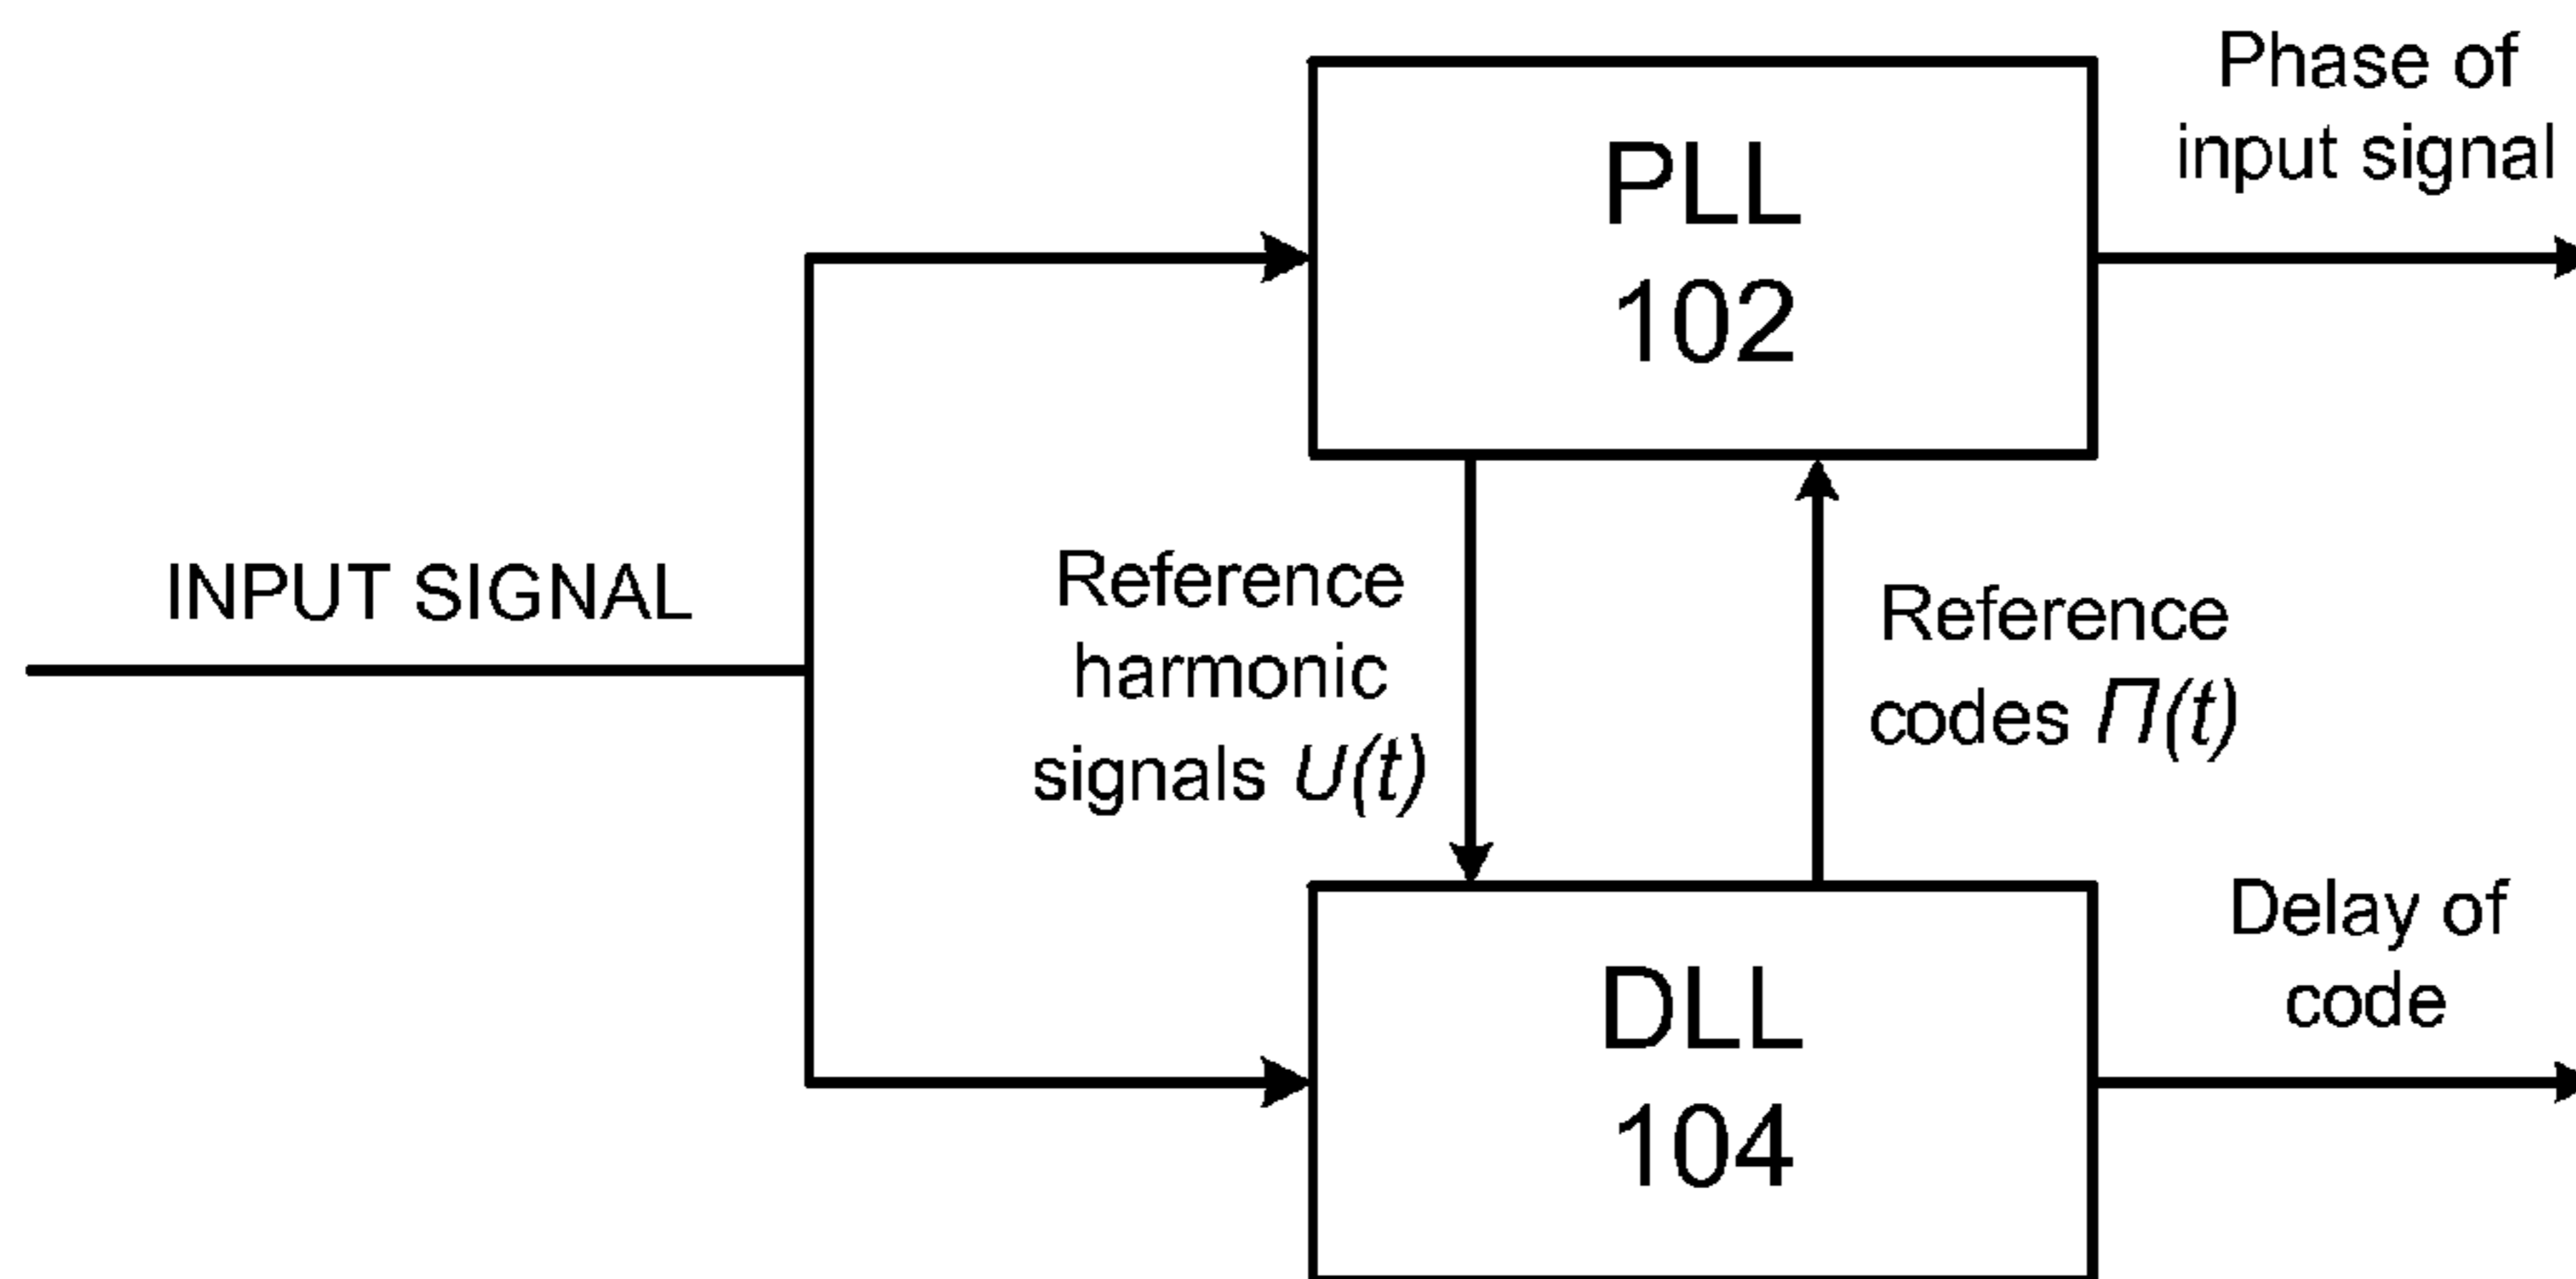 Phase of
input signal
PLL
102
INPUT SIGNAL
Reference
harmonic
signals U(t)
Reference
codes Π(t)
Delay of
code
DLL
104